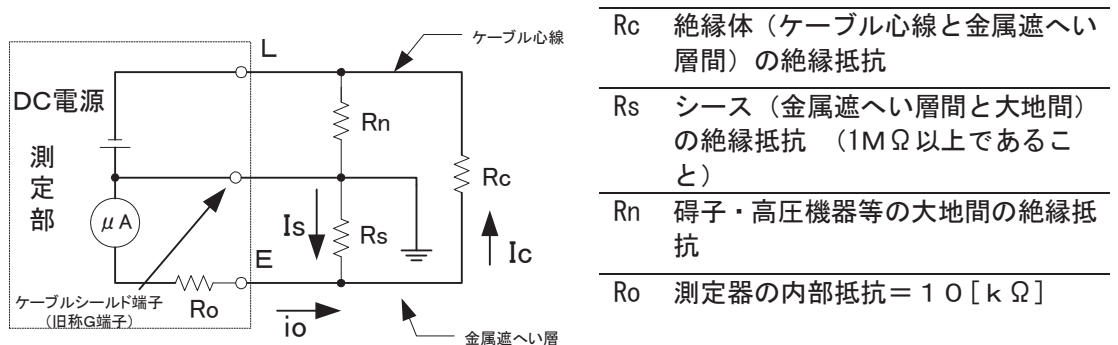 L
ケーブル心線
DC電源
測
定
部
μA
Rn
Rc
Is
Rs
Ic
E
Ro
io
ケーブルシールド端子
(旧称G端子)
金属遮へい層
Rc 絶縁体（ケーブル心線と金属遮へい
層間）の絶縁抵抗
Rs シース（金属遮へい層間と大地間）
の絶縁抵抗 （1MΩ以上であるこ
と）
Rn 碍子・高圧機器等の大地間の絶縁抵
抗
Ro 測定器の内部抵抗＝１０[ｋΩ]